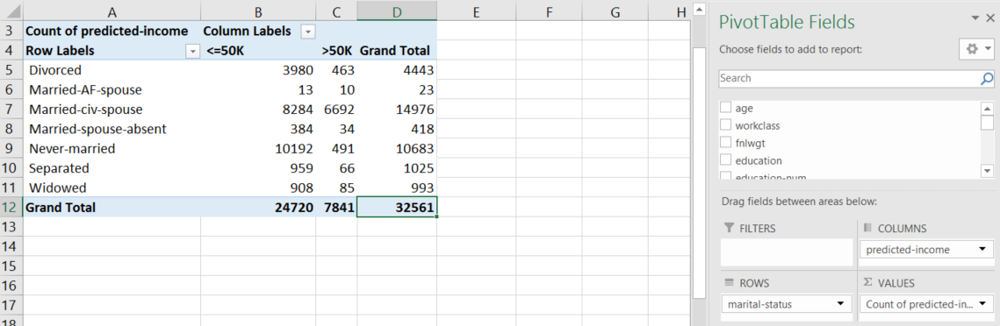 A B C D E F G H
3 Count of predicted-income Column Labels
4 Row Labels <=50K >50K Grand Total
5 Divorced 3980 463 4443
6 Married-AF-spouse 13 10 23
7 Married-civ-spouse 8284 6692 14976
8 Married-spouse-absent 384 34 418
9 Never-married 10192 491 10683
10 Separated 959 66 1025
11 Widowed 908 85 993
12 Grand Total 24720 7841 32561
13
14
15
16
17
18
PivotTable Fields
Choose fields to add to report:
Search
age
workclass
fnlwgt
education
education-num
Drag fields between areas below:
FILTERS
COLUMNS
predicted-income
ROWS
Σ VALUES
marital-status
Count of predicted-in...